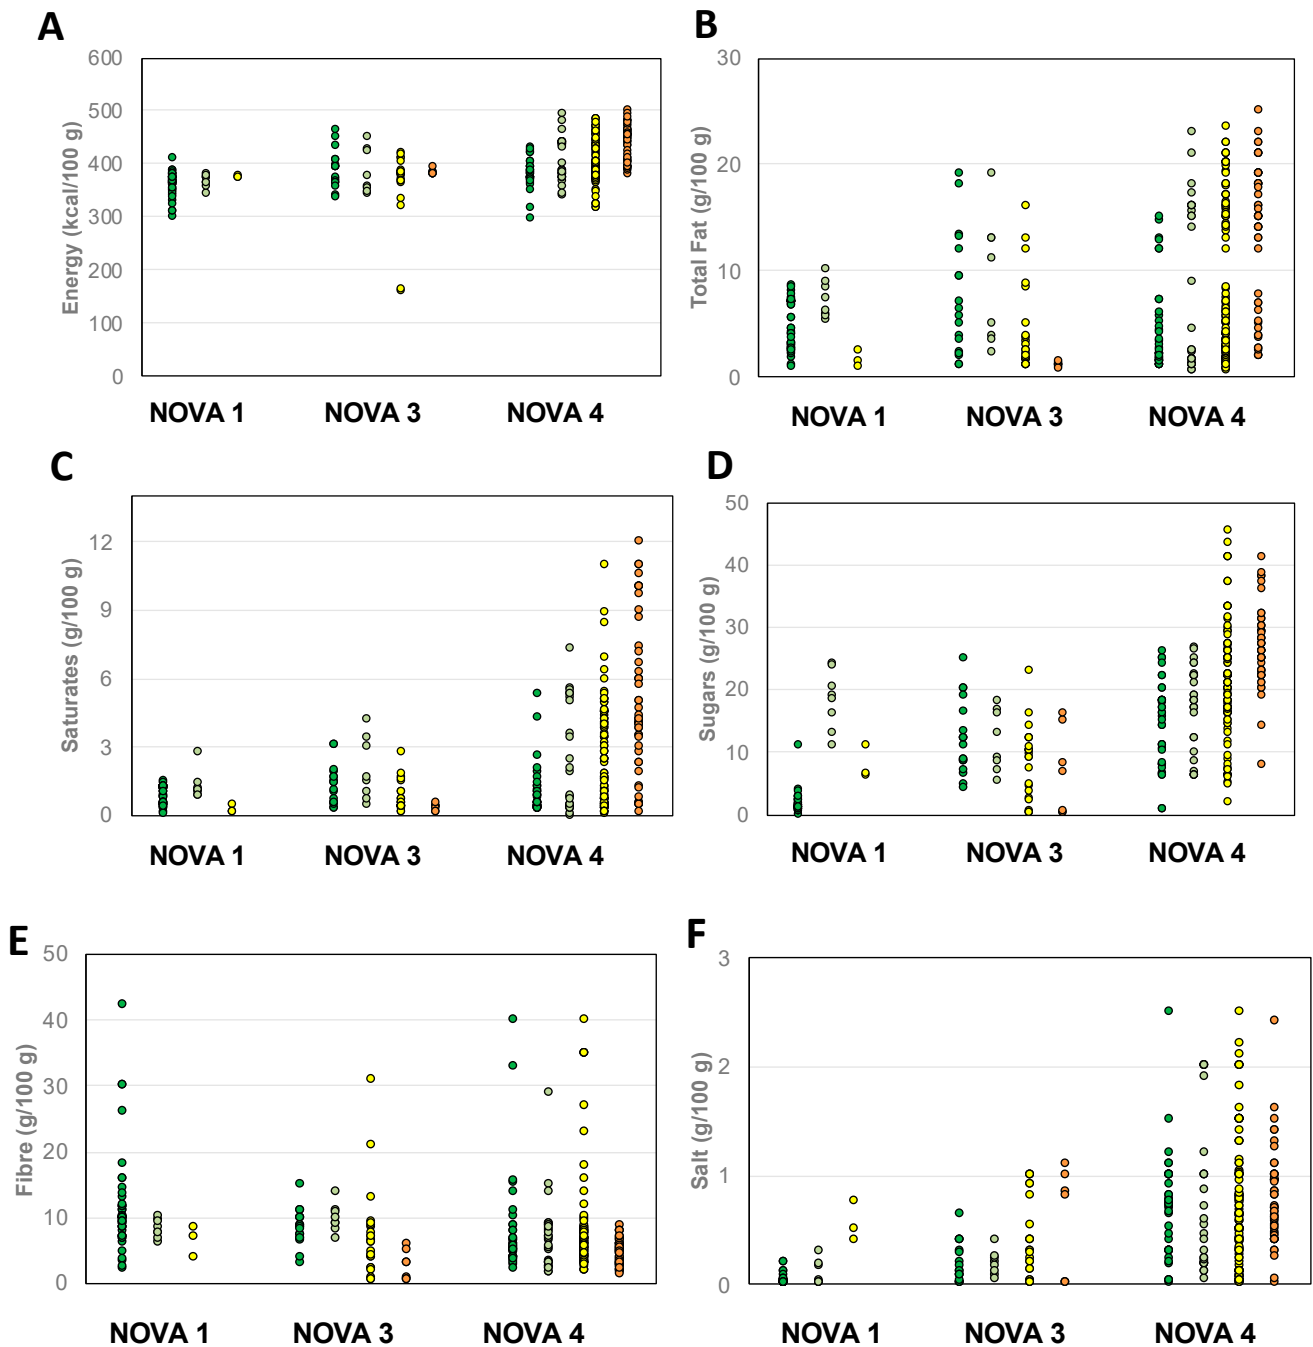 A
Energy (kcal/100 g)
600
500
400
300
200
100
0
NOVA 1 NOVA 3 NOVA 4
B
Total Fat (g/100 g)
30
20
10
0
NOVA 1 NOVA 3 NOVA 4
C
Saturates (g/100 g)
12
9
6
3
0
NOVA 1 NOVA 3 NOVA 4
D
Sugars (g/100 g)
50
40
30
20
10
0
NOVA 1 NOVA 3 NOVA 4
E
Fibre (g/100 g)
50
40
30
20
10
0
NOVA 1 NOVA 3 NOVA 4
F
Salt (g/100 g)
3
2
1
0
NOVA 1 NOVA 3 NOVA 4